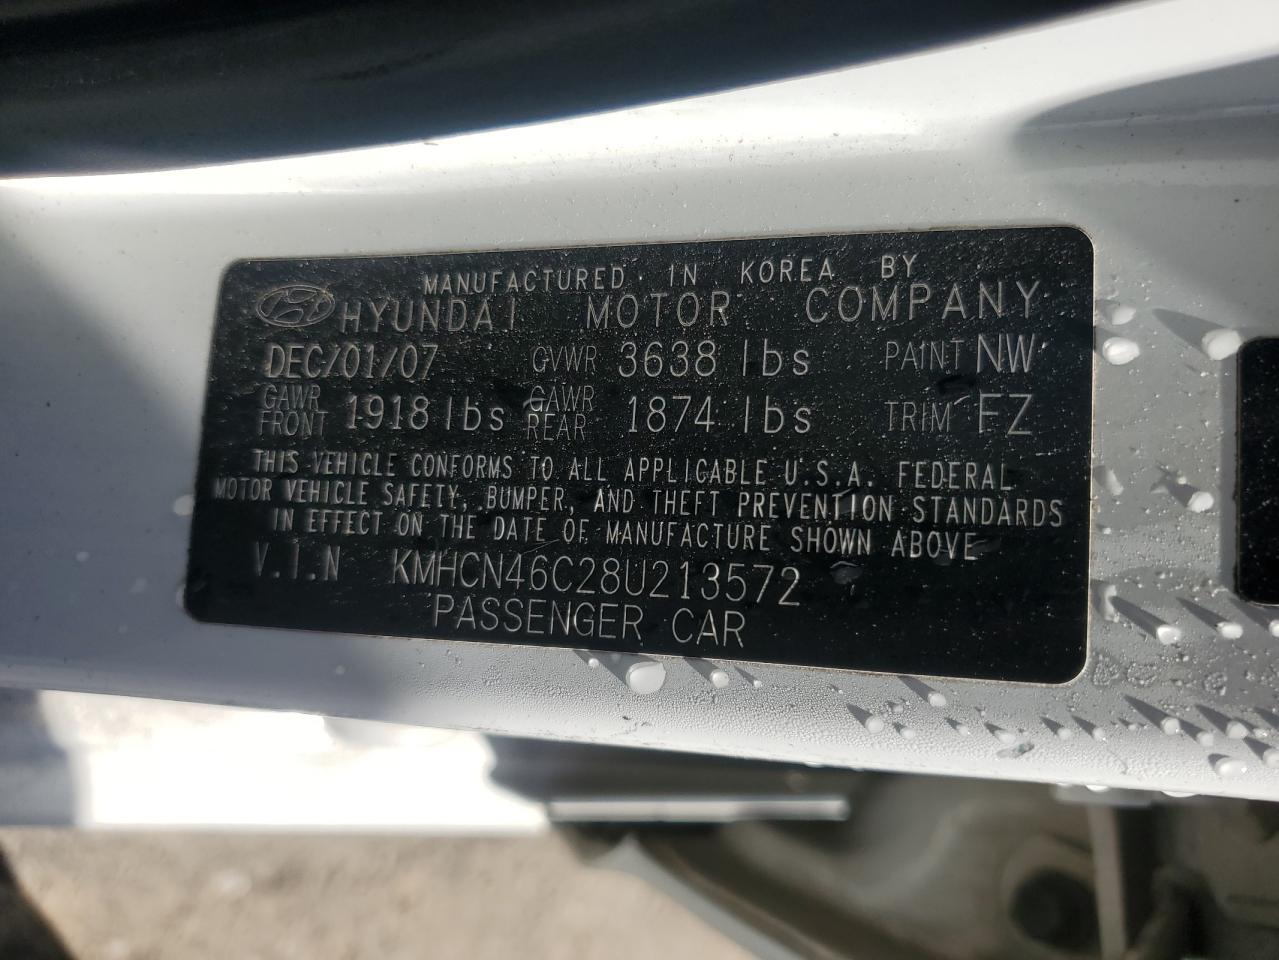 MANUFACTURED IN KOREA BY
HYUNDAI MOTOR COMPANY
DEC/01/07 GVWR 3638 lbs PAINT NW
GAWR FRONT 1918 lbs GAWR REAR 1874 lbs TRIM FZ
THIS VEHICLE CONFORMS TO ALL APPLICABLE U.S.A. FEDERAL
MOTOR VEHICLE SAFETY, BUMPER, AND THEFT PREVENTION STANDARDS
IN EFFECT ON THE DATE OF MANUFACTURE SHOWN ABOVE
V.I.N KMHCN46C28U213572
PASSENGER CAR